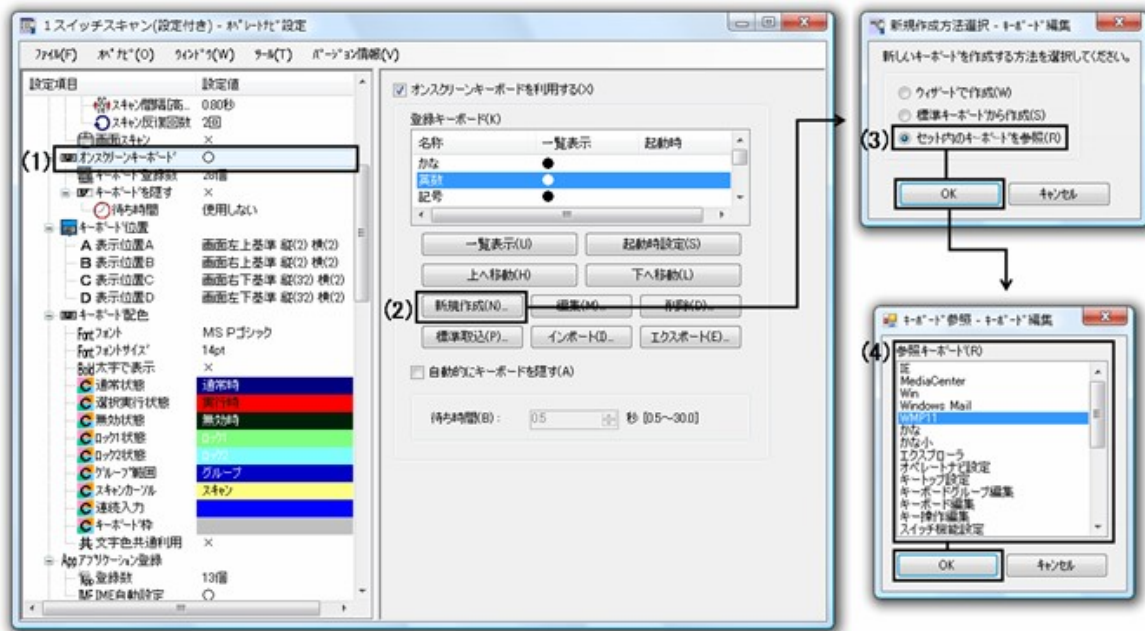 1スイッチスキャン(設定付き) - オペレートナビ設定
ファイル(F) オペナビ(O) ウインドウ(W) ツール(T) バージョン情報(V)
設定項目 設定値
スキャン間隔[高... 0.80秒
スキャン反復回数 2回
画面スキャン ×
(1) オンスクリーンキーボード ○
キーボード登録数 28個
キーボードを隠す ×
待ち時間 使用しない
キーボード位置
A 表示位置A 画面左上基準 縦(2) 横(2)
B 表示位置B 画面右上基準 縦(2) 横(2)
C 表示位置C 画面右下基準 縦(32) 横(2)
D 表示位置D 画面左下基準 縦(32) 横(2)
キーボード配色
Font フォント MS Pゴシック
Font フォントサイズ 14pt
Bold 太字で表示 ×
C 通常状態 通常時
C 選択実行状態 実行時
C 無効状態 無効時
C ロック1状態 ロック1
C ロック2状態 ロック2
C グループ範囲 グループ
C スキャンカーソル スキャン
C 連続入力
C キーボード枠
共 文字色共通利用 ×
App アプリケーション登録
App 登録数 13個
IME自動設定 ○
オンスクリーンキーボードを利用する(X)
登録キーボード(K)
名称 一覧表示 起動時
かな ●
英数 ●
記号 ●
一覧表示(U) 起動時設定(S)
上へ移動(H) 下へ移動(L)
(2) 新規作成(N)... 編集(M)... 削除(D)...
標準取込(P)... インポート(I)... エクスポート(E)...
自動的にキーボードを隠す(A)
待ち時間(B): 0.5 秒 [0.5～30.0]
新規作成方法選択 - キーボード編集
新しいキーボードを作成する方法を選択してください。
ウィザードで作成(W)
標準キーボードから作成(S)
(3) セット内のキーボードを参照(R)
OK キャンセル
キーボード参照 - キーボード編集
(4) 参照キーボード(R)
IE
MediaCenter
Win
Windows Mail
WMP11
かな
かな小
エクスプローラ
オペレートナビ設定
キートップ設定
キーボードグループ編集
キーボード編集
キー操作編集
スイッチ機能設定
OK キャンセル